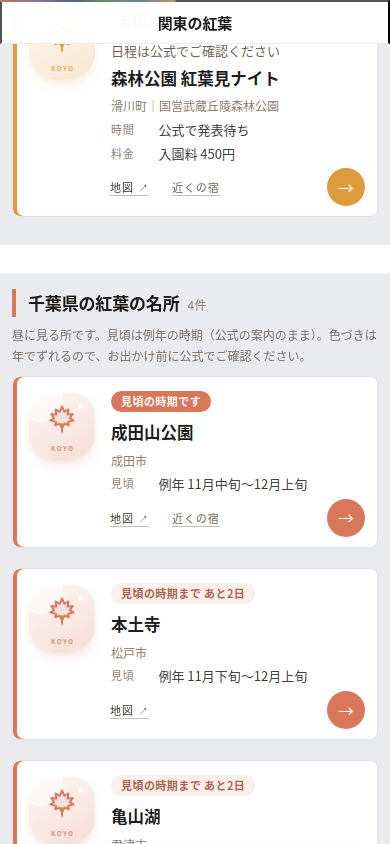 関東の紅葉
日程は公式でご確認ください
KOYO
森林公園 紅葉見ナイト
滑川町｜国営武蔵丘陵森林公園
時間 公式で発表待ち
料金 入園料 450円
地図 ↗ 近くの宿
→
千葉県の紅葉の名所 4件
昼に見る所です。見頃は例年の時期（公式の案内のまま）。色づきは
年でずれるので、お出かけ前に公式でご確認ください。
見頃の時期です
KOYO
成田山公園
成田市
見頃 例年 11月中旬〜12月上旬
地図 ↗ 近くの宿
→
見頃の時期まで あと2日
KOYO
本土寺
松戸市
見頃 例年 11月下旬〜12月上旬
地図 ↗
→
見頃の時期まで あと2日
KOYO
亀山湖